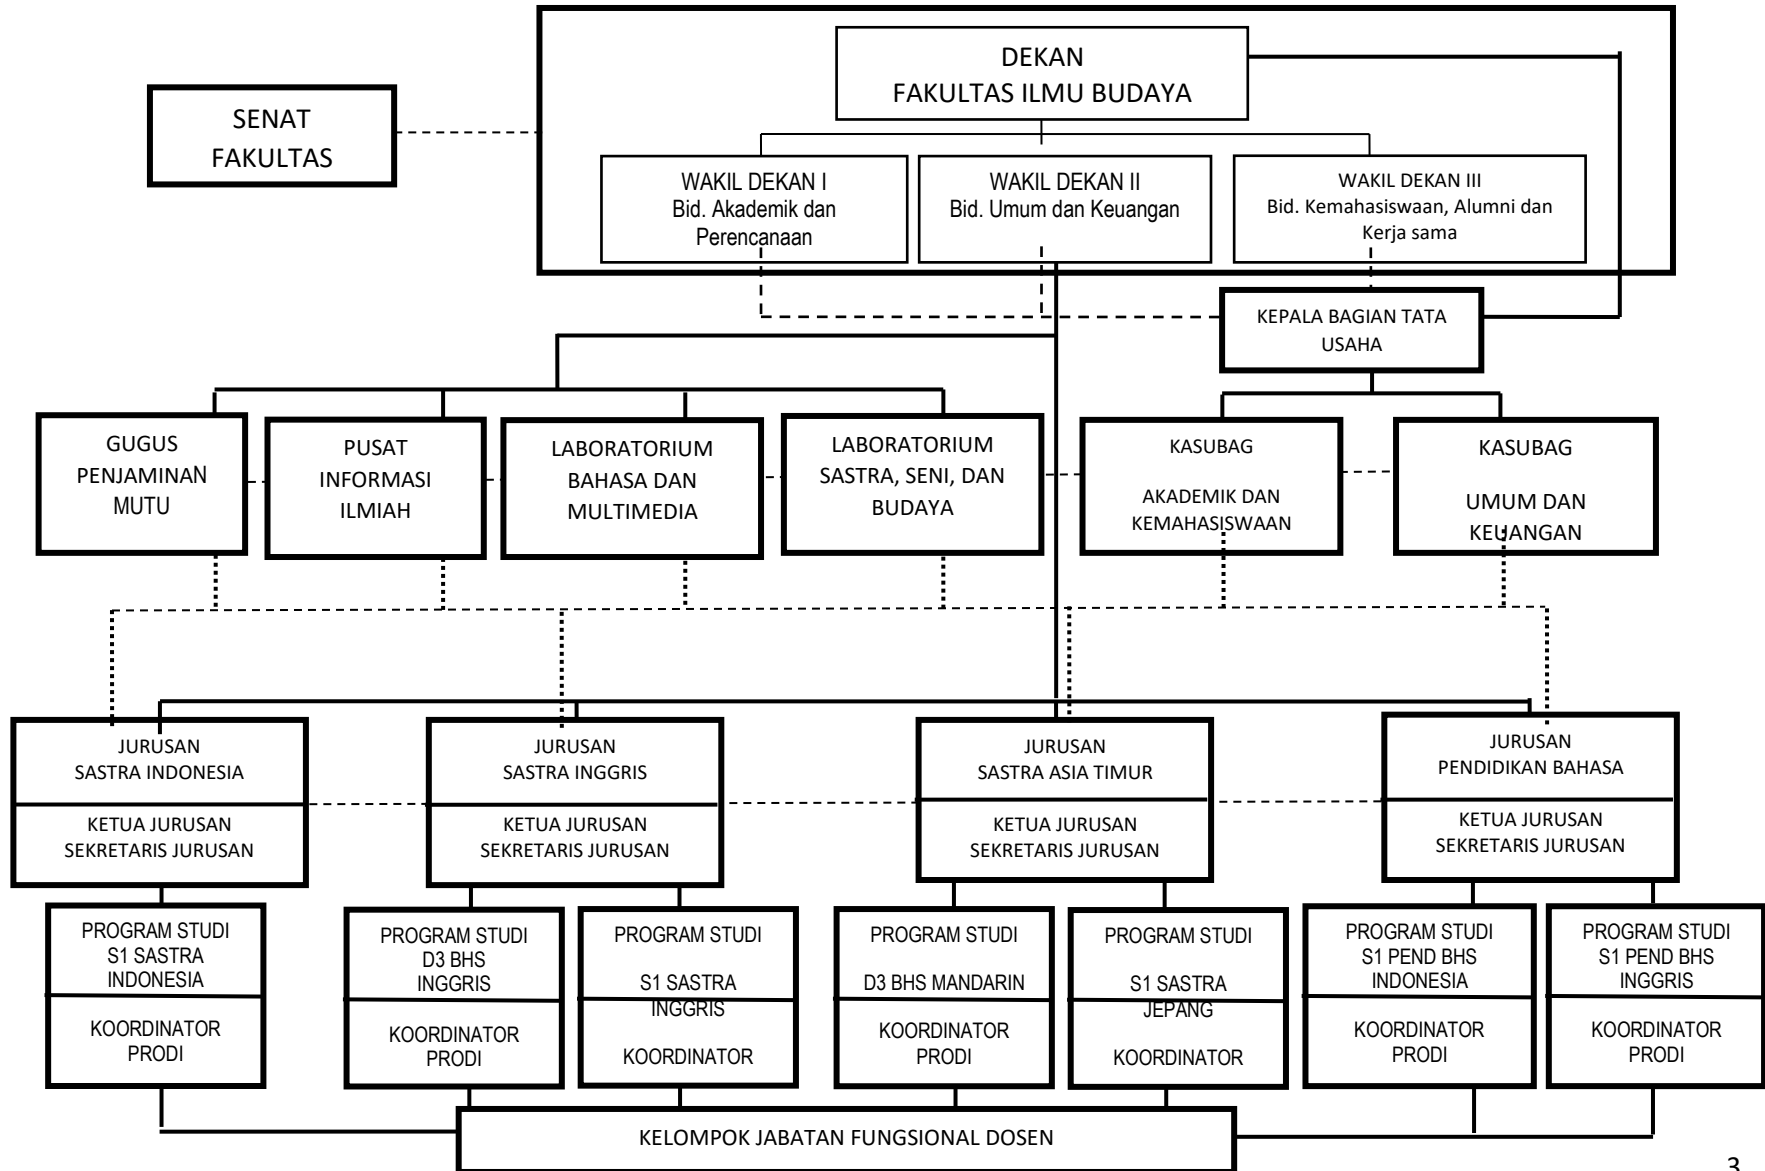 DEKAN
FAKULTAS ILMU BUDAYA
SENAT
FAKULTAS
WAKIL DEKAN I
Bid. Akademik dan
Perencanaan
WAKIL DEKAN II
Bid. Umum dan Keuangan
WAKIL DEKAN III
Bid. Kemahasiswaan, Alumni dan
Kerja sama
KEPALA BAGIAN TATA
USAHA
GUGUS
PENJAMINAN
MUTU
PUSAT
INFORMASI
ILMIAH
LABORATORIUM
BAHASA DAN
MULTIMEDIA
LABORATORIUM
SASTRA, SENI, DAN
BUDAYA
KASUBAG
AKADEMIK DAN
KEMAHASISWAAN
KASUBAG
UMUM DAN
KEUANGAN
JURUSAN
SASTRA INDONESIA
KETUA JURUSAN
SEKRETARIS JURUSAN
JURUSAN
SASTRA INGGRIS
KETUA JURUSAN
SEKRETARIS JURUSAN
JURUSAN
SASTRA ASIA TIMUR
KETUA JURUSAN
SEKRETARIS JURUSAN
JURUSAN
PENDIDIKAN BAHASA
KETUA JURUSAN
SEKRETARIS JURUSAN
PROGRAM STUDI
S1 SASTRA
INDONESIA
KOORDINATOR
PRODI
PROGRAM STUDI
D3 BHS
INGGRIS
KOORDINATOR
PRODI
PROGRAM STUDI
S1 SASTRA
INGGRIS
KOORDINATOR
PROGRAM STUDI
D3 BHS MANDARIN
KOORDINATOR
PRODI
PROGRAM STUDI
S1 SASTRA
JEPANG
KOORDINATOR
PROGRAM STUDI
S1 PEND BHS
INDONESIA
KOORDINATOR
PRODI
PROGRAM STUDI
S1 PEND BHS
INGGRIS
KOORDINATOR
PRODI
KELOMPOK JABATAN FUNGSIONAL DOSEN
3